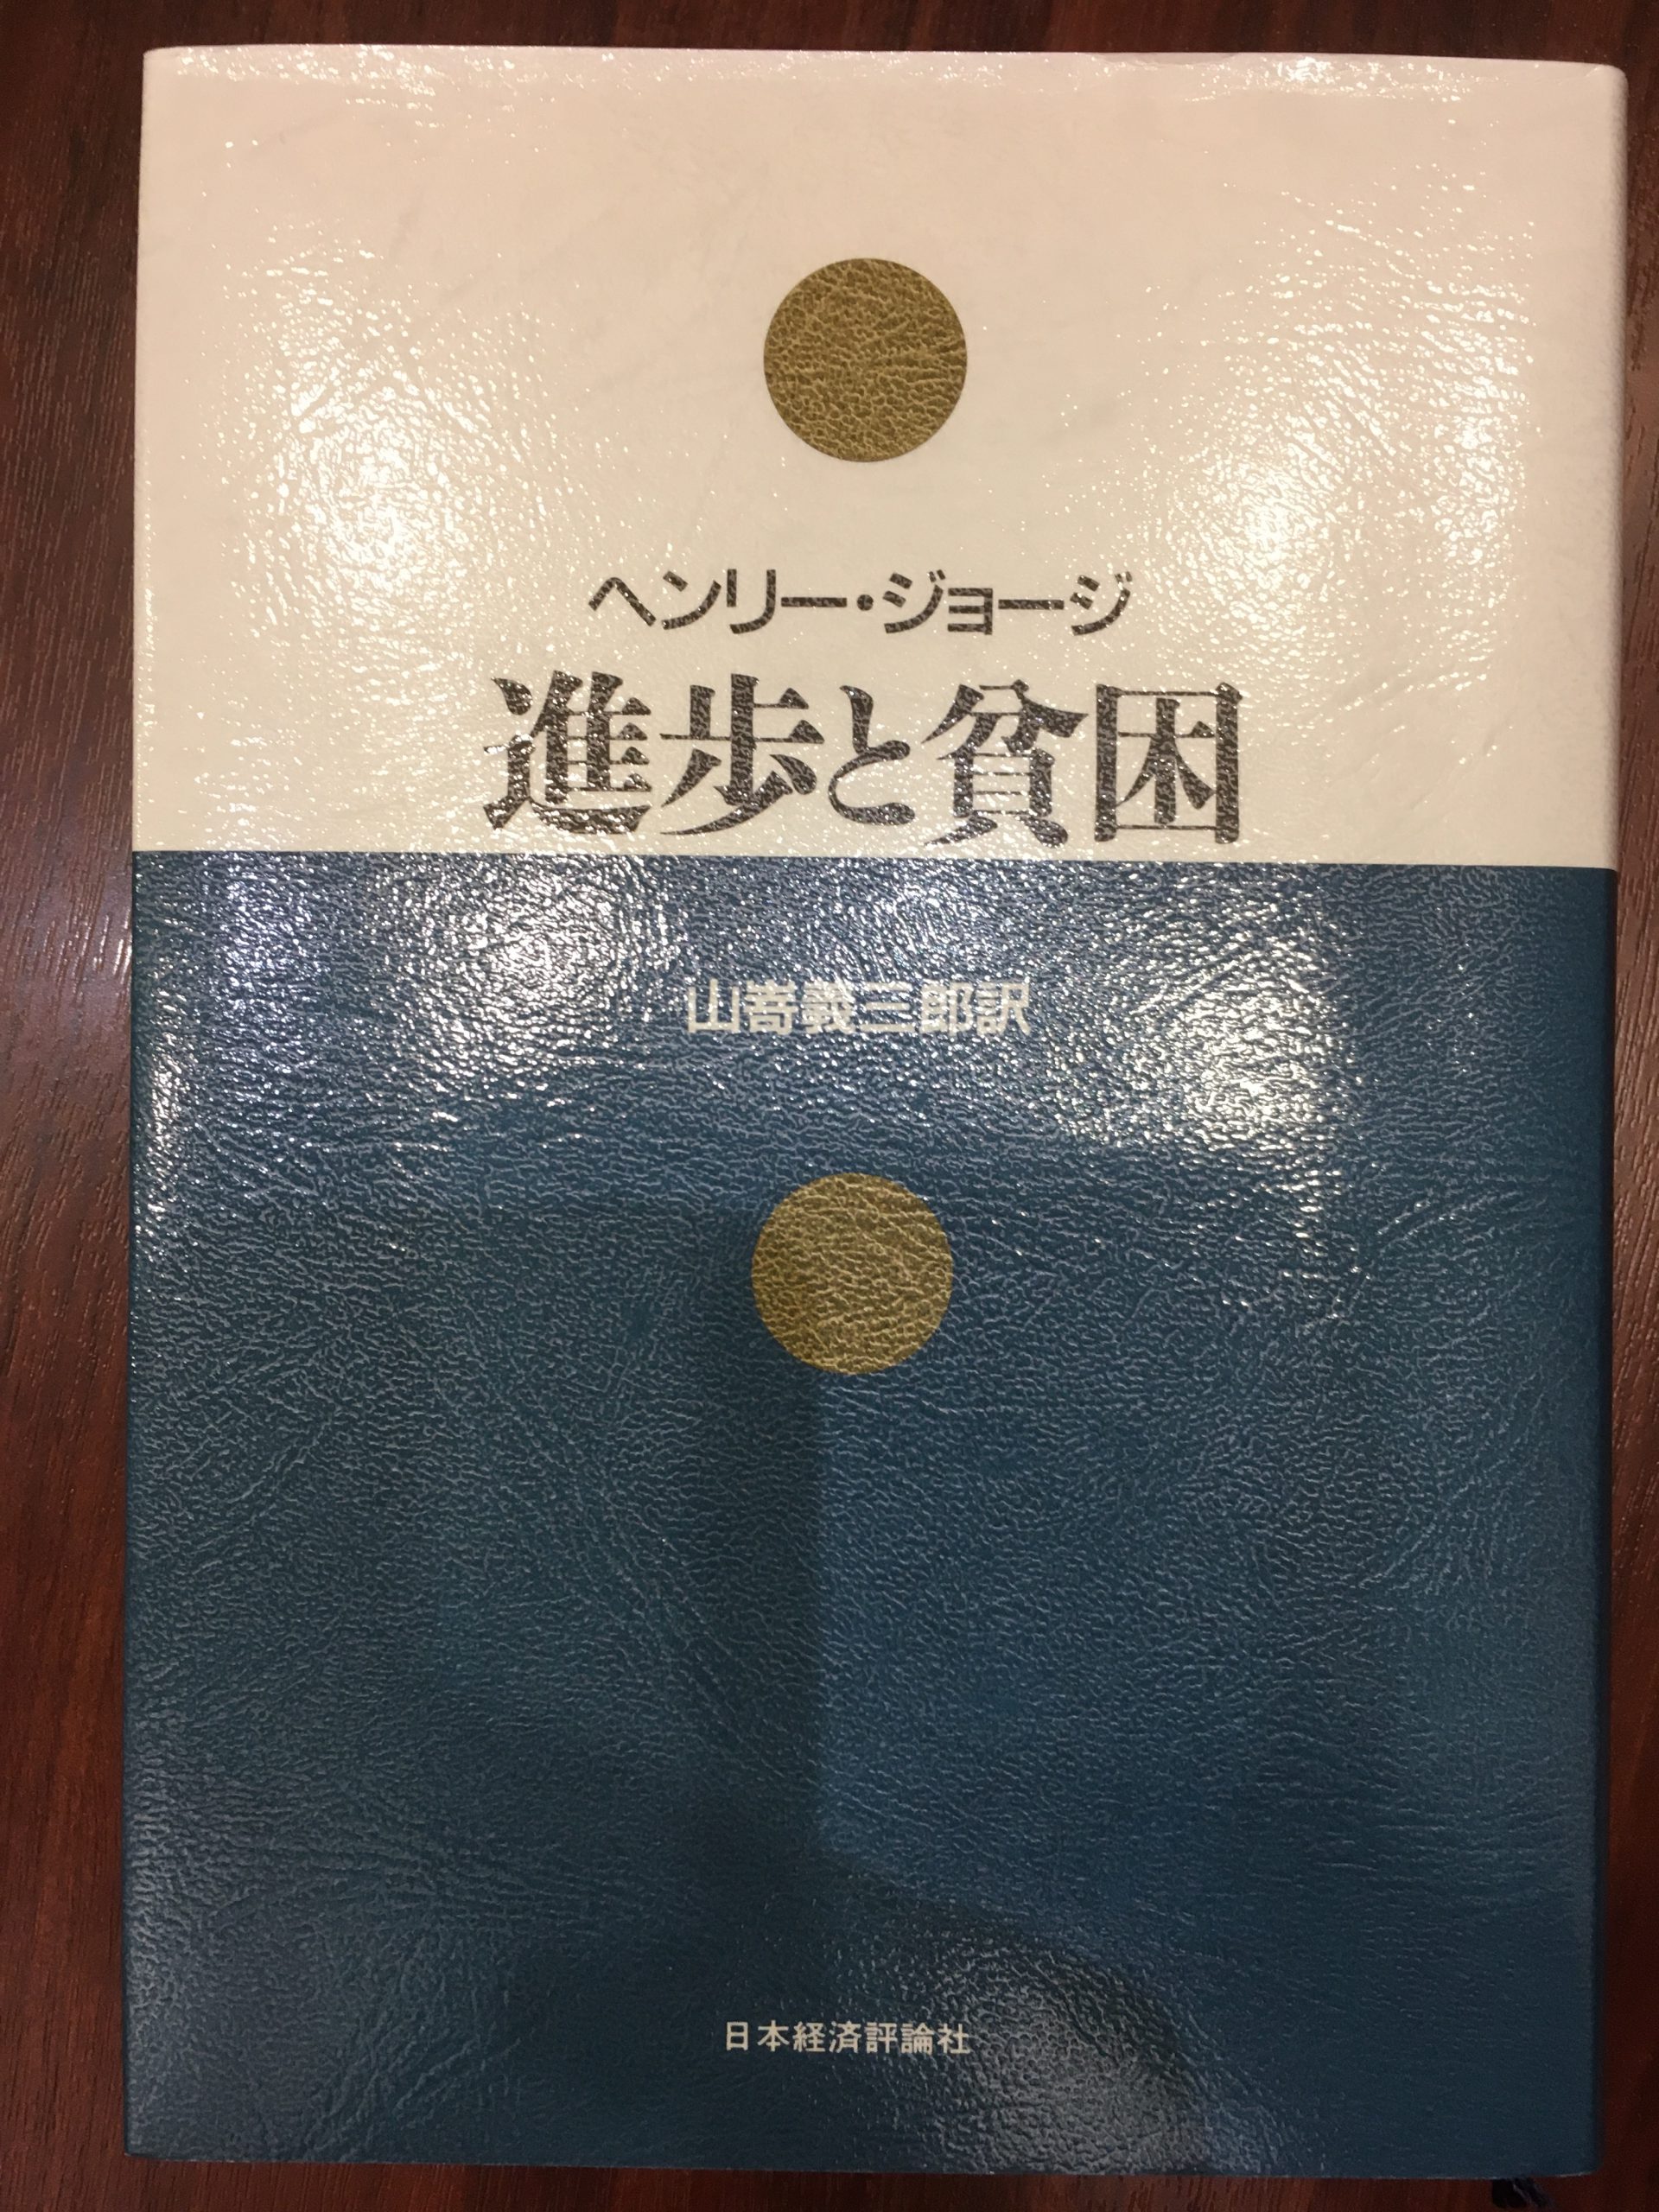 ヘンリー・ジョージ
進歩と貧困
山嵜義三郎訳
日本経済評論社